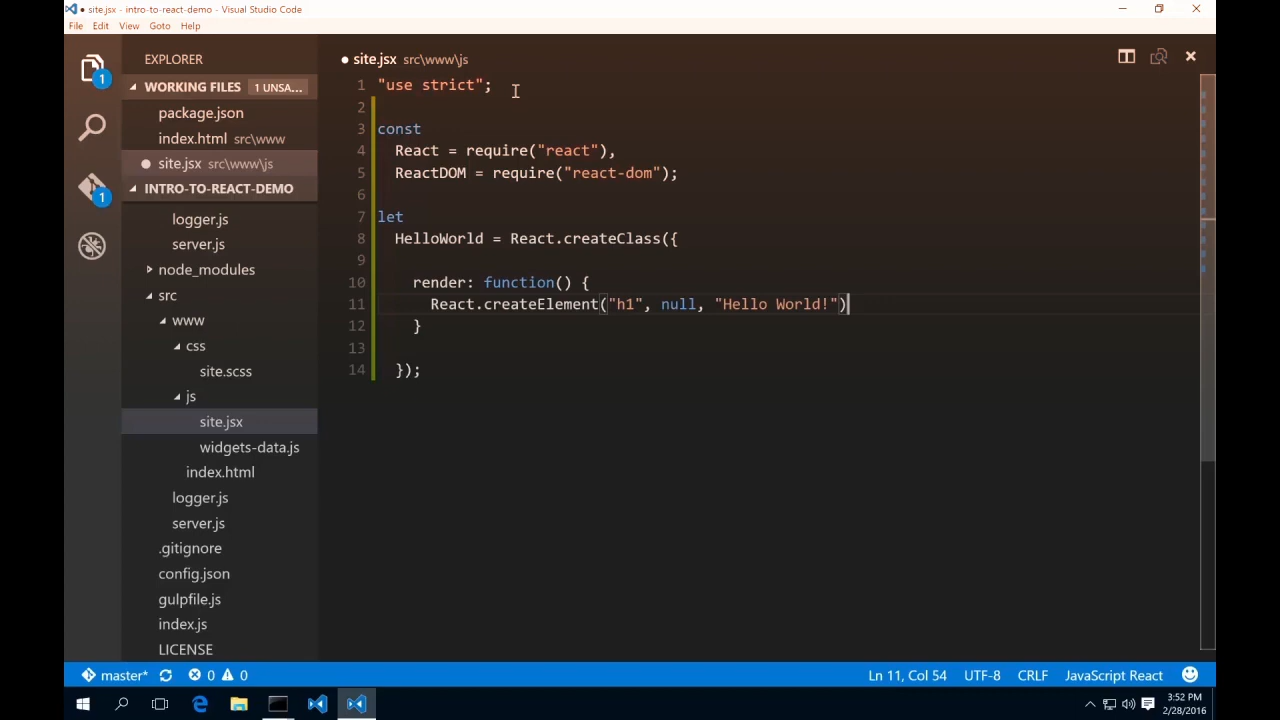 ● site.jsx - intro-to-react-demo - Visual Studio Code
File Edit View Goto Help
EXPLORER
WORKING FILES 1 UNSA...
package.json
index.html src\www
● site.jsx src\www\js
INTRO-TO-REACT-DEMO
logger.js
server.js
node_modules
src
www
css
site.scss
js
site.jsx
widgets-data.js
index.html
logger.js
server.js
.gitignore
config.json
gulpfile.js
index.js
LICENSE
1
1
● site.jsx src\www\js
1 "use strict";
2
3 const
4 React = require("react"),
5 ReactDOM = require("react-dom");
6
7 let
8 HelloWorld = React.createClass({
9
10 render: function() {
11 React.createElement("h1", null, "Hello World!")
12 }
13
14 });
master* 0 0 Ln 11, Col 54 UTF-8 CRLF JavaScript React
3:52 PM
2/28/2016